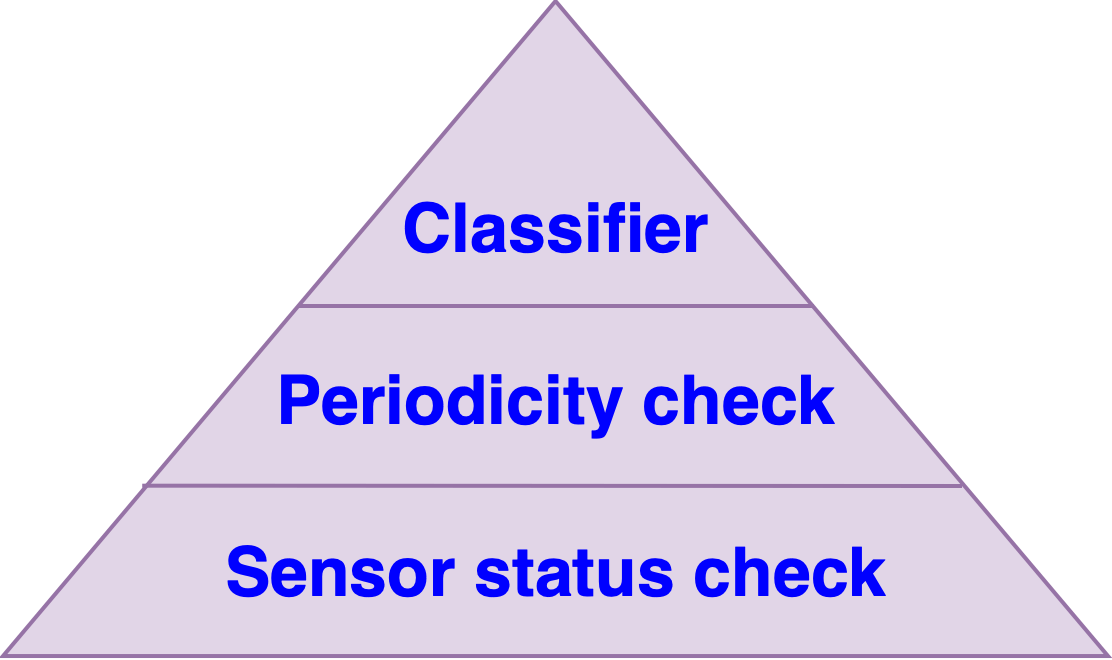 Classifier
Periodicity check
Sensor status check